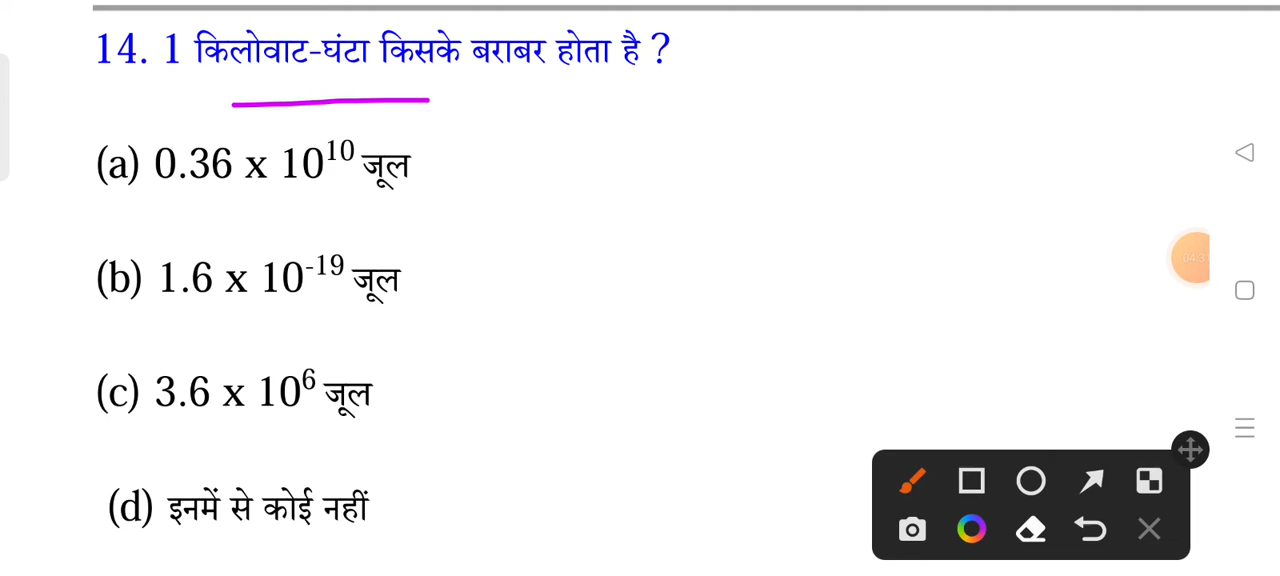 14. 1 किलोवाट-घंटा किसके बराबर होता है ?
(a) 0.36 x 10¹⁰ जूल
(b) 1.6 x 10⁻¹⁹ जूल
(c) 3.6 x 10⁶ जूल
(d) इनमें से कोई नहीं